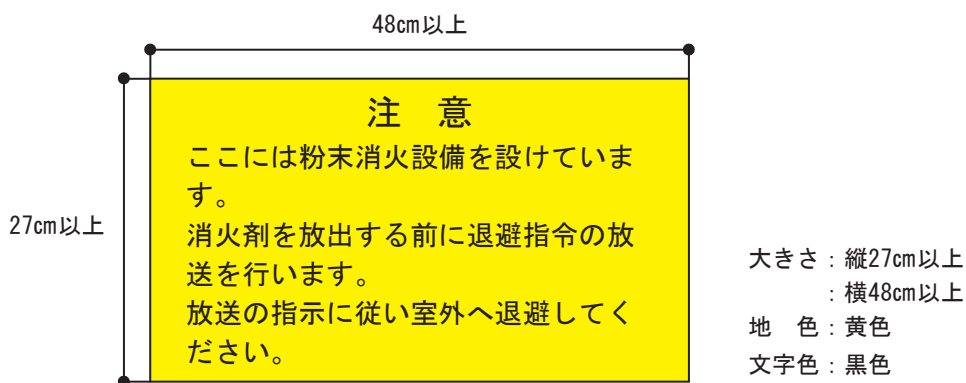 48㎝以上
注　意
ここには粉末消火設備を設けていま
す。
消火剤を放出する前に退避指令の放
送を行います。
放送の指示に従い室外へ退避してく
ださい。
27㎝以上
大きさ：縦27㎝以上
：横48㎝以上
地　色：黄色
文字色：黒色